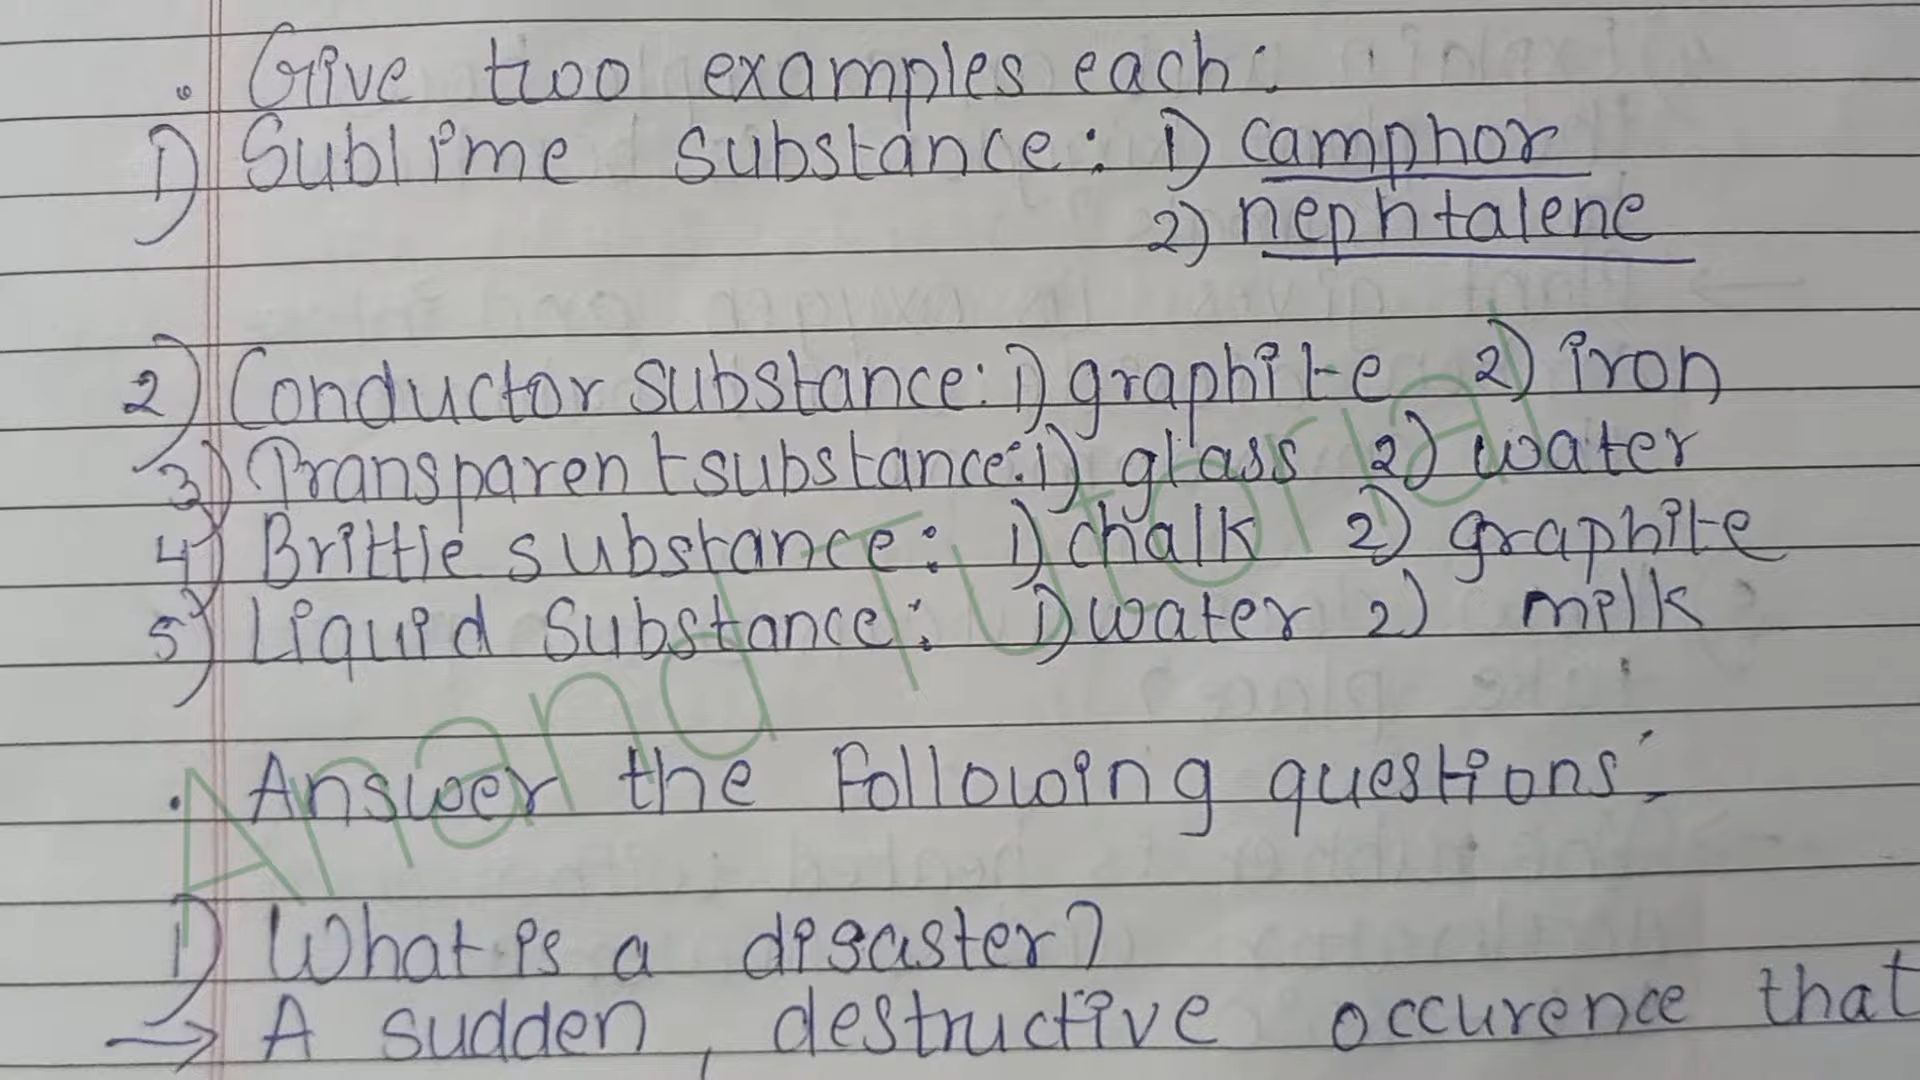 . Give two examples each:
1) Sublime substance: 1) camphor
2) nephtalene
2) Conductor substance: 1) graphite 2) iron
3) Transparent substance: 1) glass 2) water
4) Brittle substance: 1) chalk 2) graphite
5) Liquid substance: 1) water 2) milk
. Answer the following questions:
1) What is a disaster?
→ A sudden, destructive occurence that
Anand Tutorial